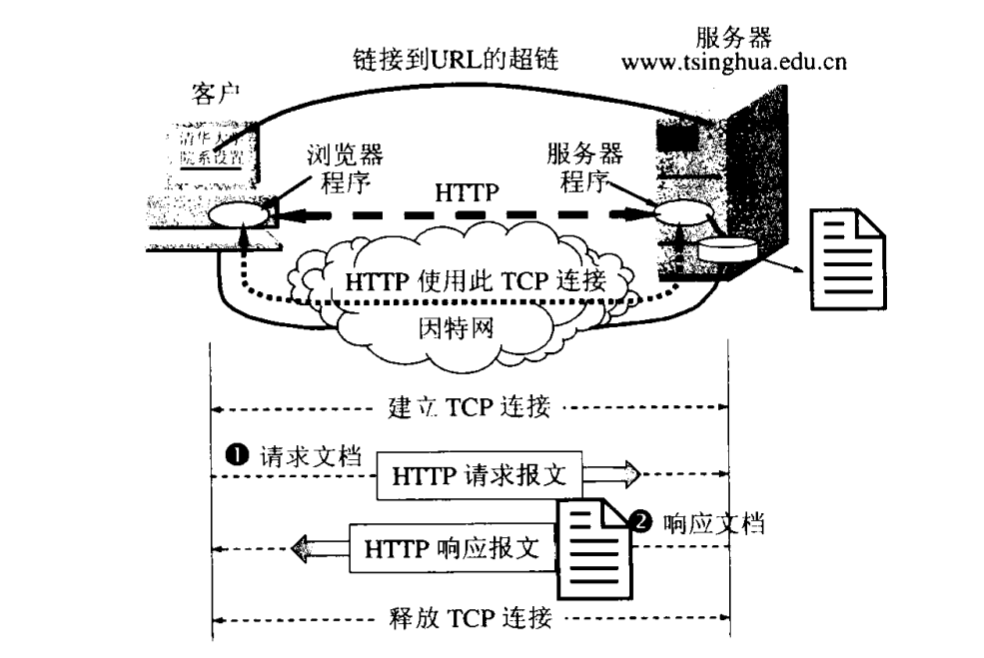 服务器
www.tsinghua.edu.cn
链接到URL的超链
客户
清华大学
院系设置
浏览器
程序
服务器
程序
HTTP
HTTP 使用此 TCP 连接
因特网
建立 TCP 连接
❶ 请求文档
HTTP 请求报文
❷ 响应文档
HTTP 响应报文
释放 TCP 连接